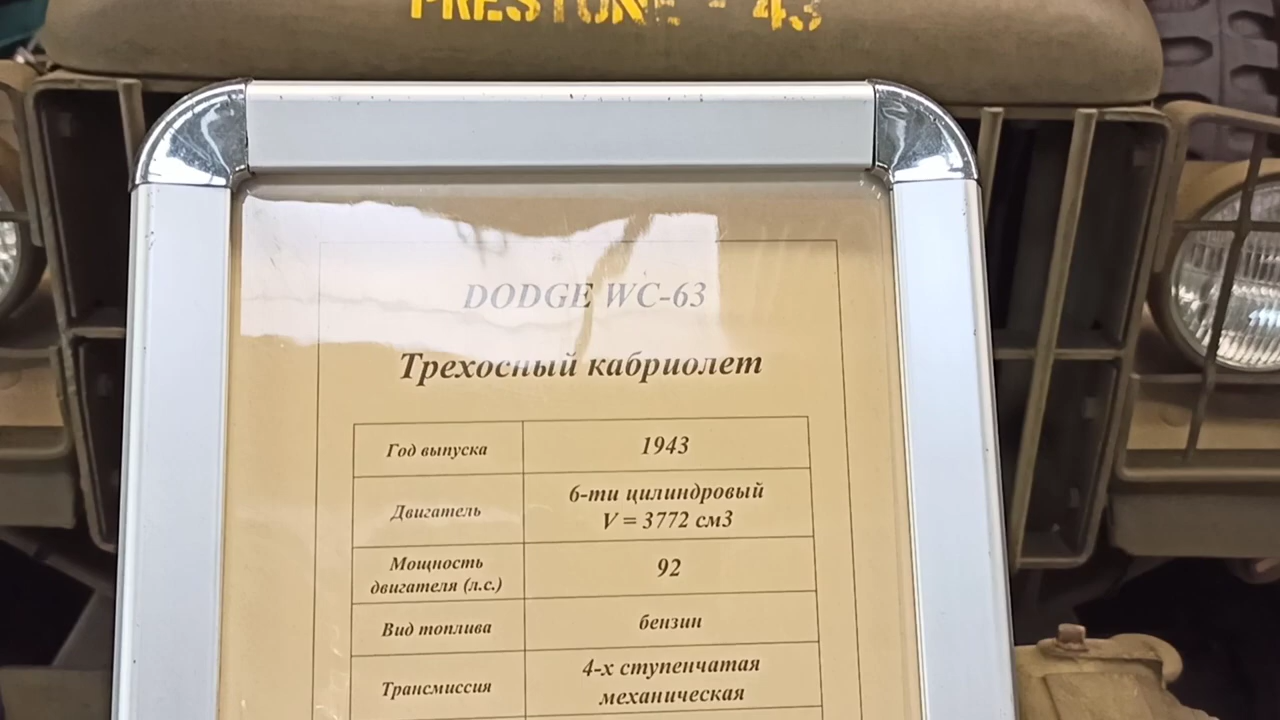 PRESTONE - 43
DODGE WC-63
Трехосный кабриолет
Год выпуска
1943
Двигатель
6-ти цилиндровый
V = 3772 см3
Мощность
двигателя (л.с.)
92
Вид топлива
бензин
Трансмиссия
4-х ступенчатая
механическая